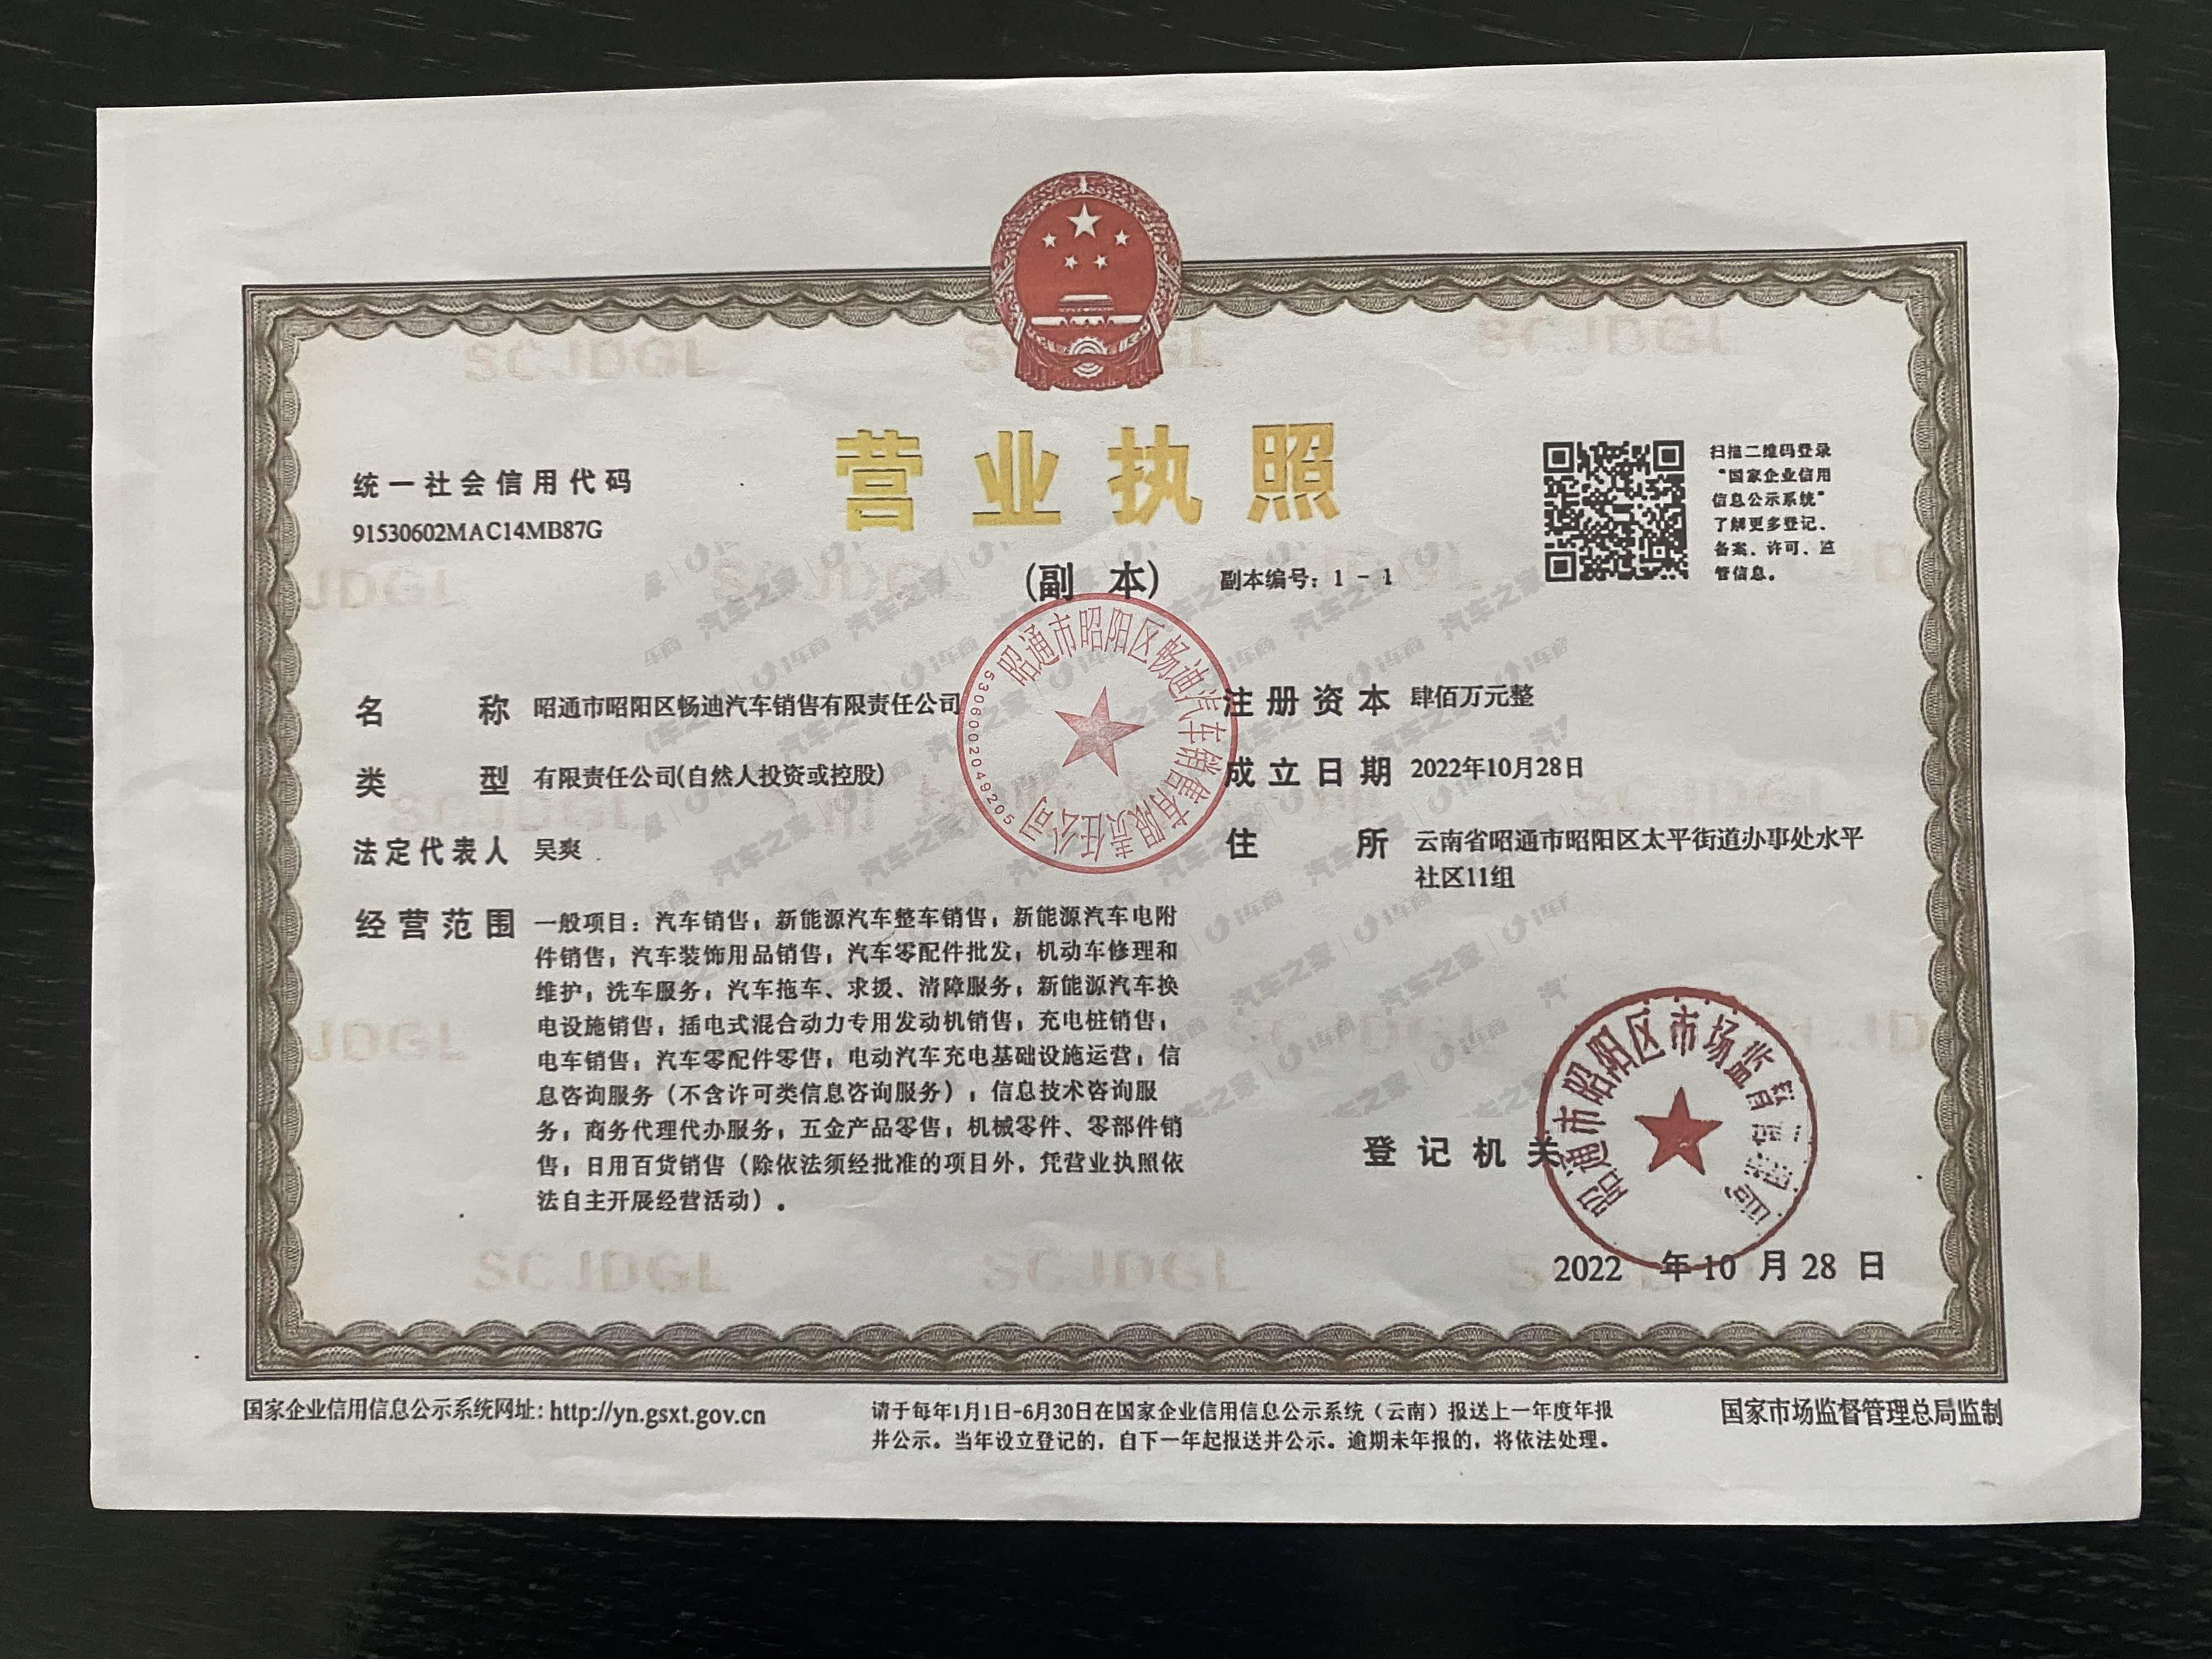 营业执照
(副 本)
副本编号：1 - 1
统一社会信用代码
91530602MAC14MB87G
扫描二维码登录
“国家企业信用
信息公示系统”
了解更多登记、
备案、许可、监
管信息。
名 称 昭通市昭阳区畅迪汽车销售有限责任公司
类 型 有限责任公司(自然人投资或控股)
法定代表人 吴爽
经营范围 一般项目：汽车销售；新能源汽车整车销售；新能源汽车电附
件销售；汽车装饰用品销售；汽车零配件批发；机动车修理和
维护；洗车服务；汽车拖车、求援、清障服务；新能源汽车换
电设施销售；插电式混合动力专用发动机销售；充电桩销售；
电车销售；汽车零配件零售；电动汽车充电基础设施运营；信
息咨询服务（不含许可类信息咨询服务）；信息技术咨询服
务；商务代理代办服务；五金产品零售；机械零件、零部件销
售；日用百货销售（除依法须经批准的项目外，凭营业执照依
法自主开展经营活动）。
注册资本 肆佰万元整
成立日期 2022年10月28日
住 所 云南省昭通市昭阳区太平街道办事处水平
社区11组
昭通市昭阳区畅迪汽车销售有限责任公司
5306002049205
登记机关
昭通市昭阳区市场监督管理局
2022 年 10 月 28 日
国家企业信用信息公示系统网址：http://yn.gsxt.gov.cn
请于每年1月1日-6月30日在国家企业信用信息公示系统（云南）报送上一年度年报
并公示。当年设立登记的，自下一年起报送并公示。逾期未年报的，将依法处理。
国家市场监督管理总局监制
SCJDGL
汽车之家
i车商